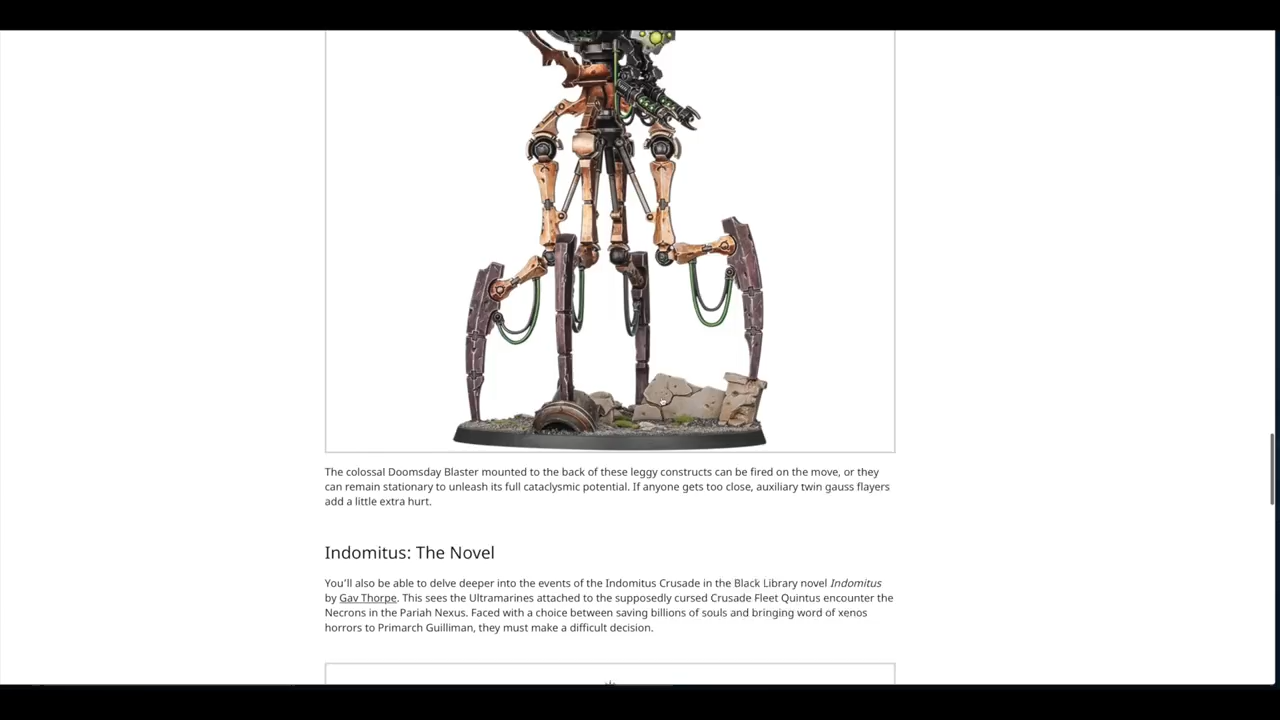 The colossal Doomsday Blaster mounted to the back of these leggy constructs can be fired on the move, or they
can remain stationary to unleash its full cataclysmic potential. If anyone gets too close, auxiliary twin gauss flayers
add a little extra hurt.
Indomitus: The Novel
You'll also be able to delve deeper into the events of the Indomitus Crusade in the Black Library novel Indomitus
by Gav Thorpe. This sees the Ultramarines attached to the supposedly cursed Crusade Fleet Quintus encounter the
Necrons in the Pariah Nexus. Faced with a choice between saving billions of souls and bringing word of xenos
horrors to Primarch Guilliman, they must make a difficult decision.